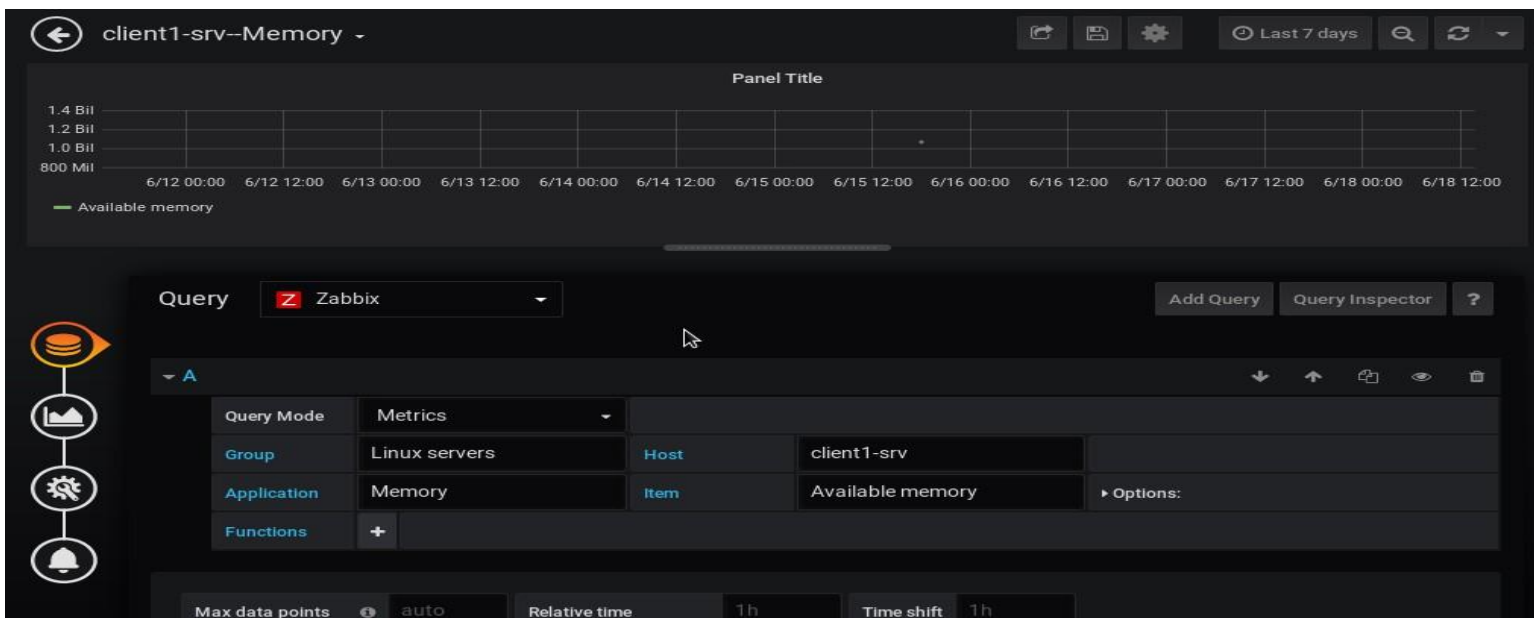 client1-srv--Memory
Last 7 days
Panel Title
1.4 Bil
1.2 Bil
1.0 Bil
800 Mil
6/12 00:00 6/12 12:00 6/13 00:00 6/13 12:00 6/14 00:00 6/14 12:00 6/15 00:00 6/15 12:00 6/16 00:00 6/16 12:00 6/17 00:00 6/17 12:00 6/18 00:00 6/18 12:00
Available memory
Query Z Zabbix Add Query Query Inspector ?
A
Query Mode Metrics
Group Linux servers Host client1-srv
Application Memory Item Available memory Options:
Functions +
Max data points auto Relative time 1h Time shift 1h